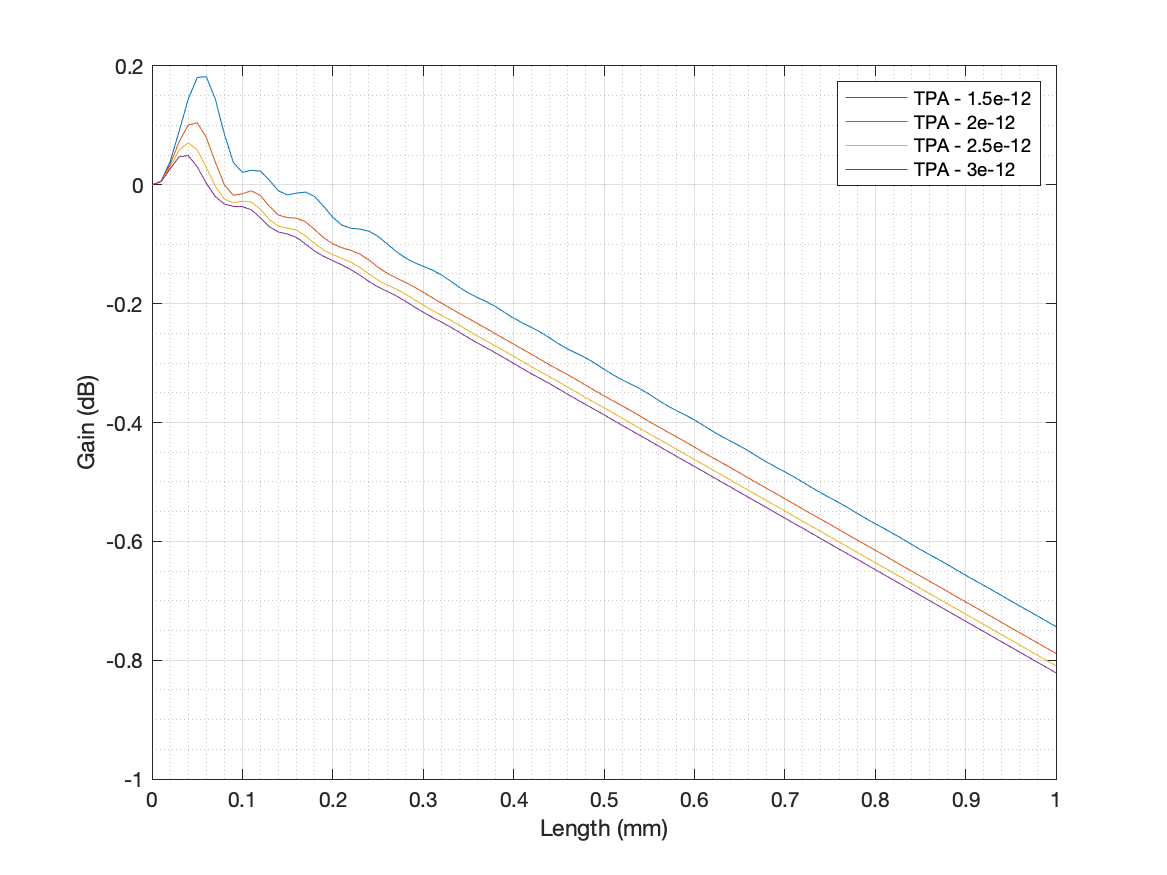 0.2
0
-0.2
-0.4
-0.6
-0.8
-1
Gain (dB)
TPA - 1.5e-12
TPA - 2e-12
TPA - 2.5e-12
TPA - 3e-12
0 0.1 0.2 0.3 0.4 0.5 0.6 0.7 0.8 0.9 1
Length (mm)